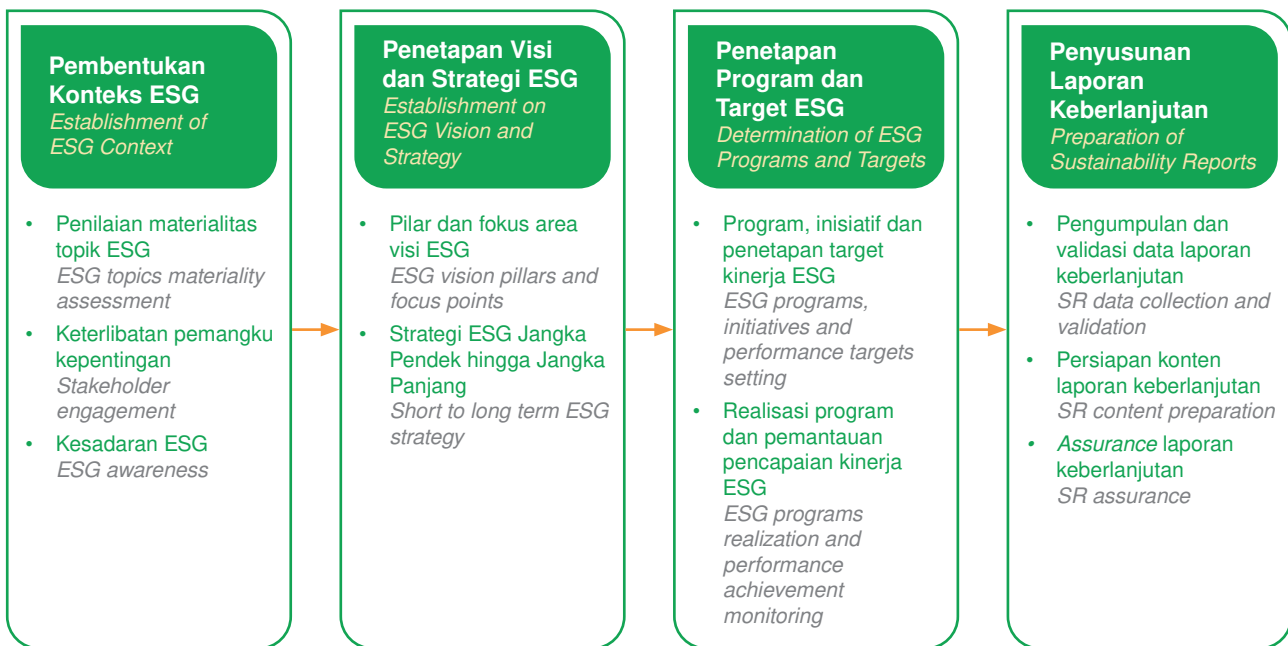 Pembentukan
Konteks ESG
Establishment of
ESG Context
• Penilaian materialitas
topik ESG
ESG topics materiality
assessment
• Keterlibatan pemangku
kepentingan
Stakeholder
engagement
• Kesadaran ESG
ESG awareness
Penetapan Visi
dan Strategi ESG
Establishment on
ESG Vision and
Strategy
• Pilar dan fokus area
visi ESG
ESG vision pillars and
focus points
• Strategi ESG Jangka
Pendek hingga Jangka
Panjang
Short to long term ESG
strategy
Penetapan
Program dan
Target ESG
Determination of ESG
Programs and Targets
• Program, inisiatif dan
penetapan target
kinerja ESG
ESG programs,
initiatives and
performance targets
setting
• Realisasi program
dan pemantauan
pencapaian kinerja
ESG
ESG programs
realization and
performance
achievement
monitoring
Penyusunan
Laporan
Keberlanjutan
Preparation of
Sustainability Reports
• Pengumpulan dan
validasi data laporan
keberlanjutan
SR data collection and
validation
• Persiapan konten
laporan keberlanjutan
SR content preparation
• Assurance laporan
keberlanjutan
SR assurance